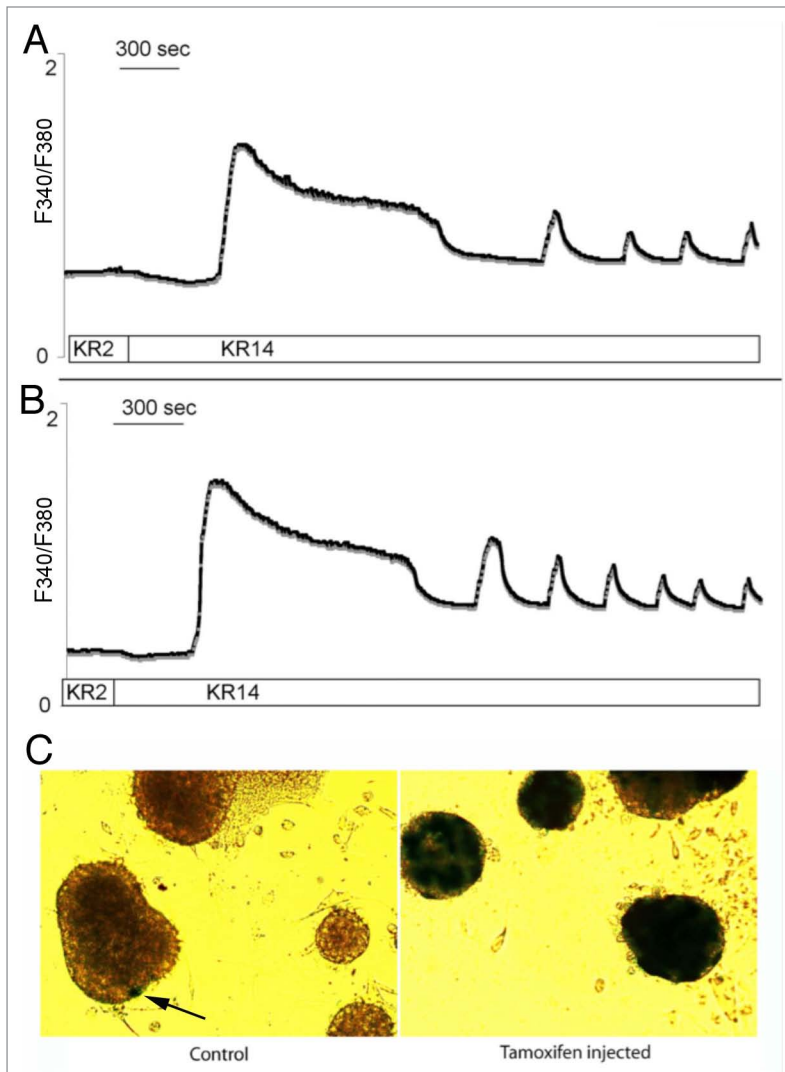 A
300 sec
2
F340/F380
0
KR2 KR14
B
300 sec
2
F340/F380
0
KR2 KR14
C
Control Tamoxifen injected